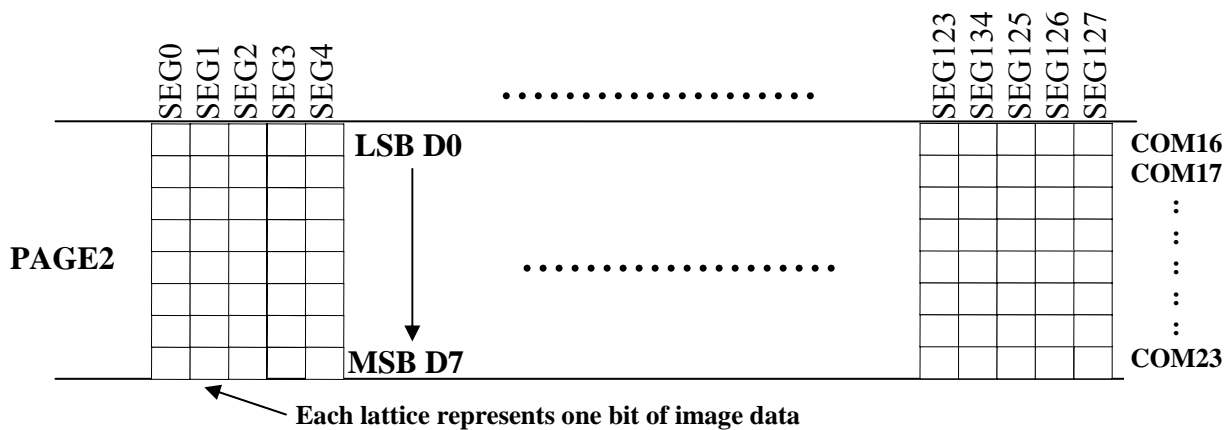 SEG0
SEG1
SEG2
SEG3
SEG4
SEG123
SEG134
SEG125
SEG126
SEG127
LSB D0
COM16
COM17
PAGE2
MSB D7
COM23
Each lattice represents one bit of image data